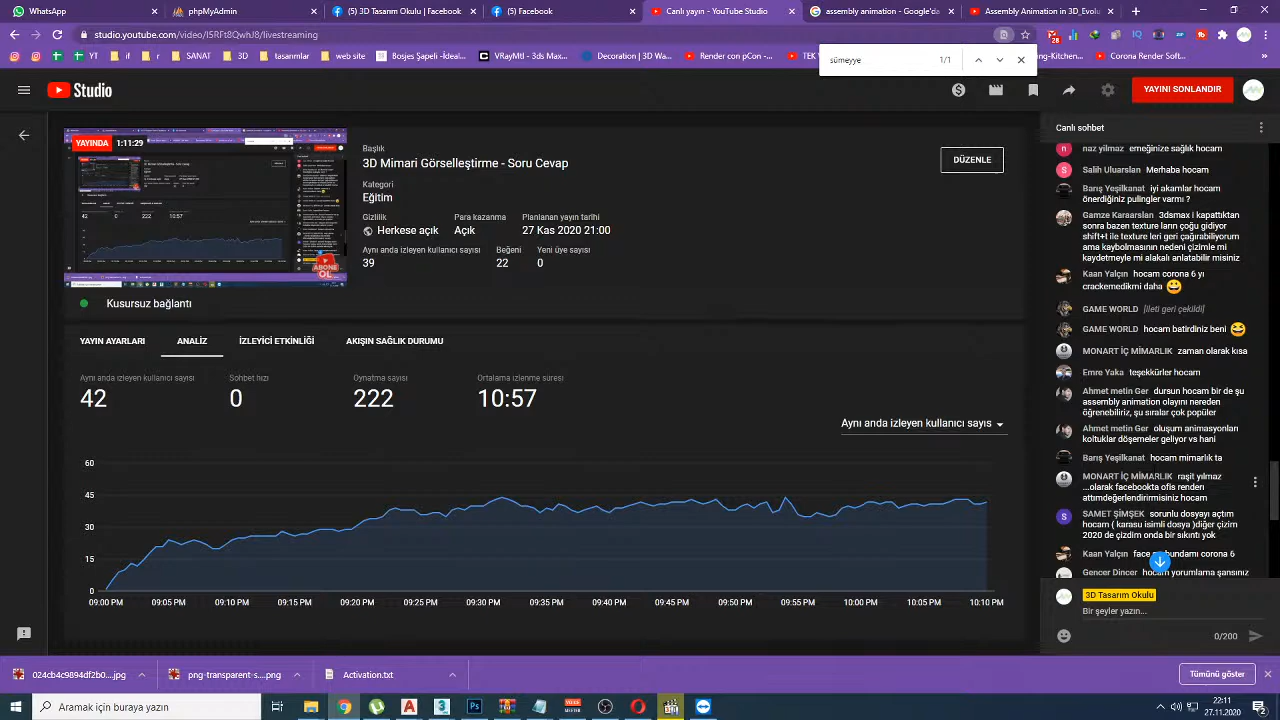 WhatsApp
phpMyAdmin
(5) 3D Tasarım Okulu | Facebook
(5) Facebook
Canlı yayın - YouTube Studio
assembly animation - Google'da
Assembly Animation in 3D_Evolu
studio.youtube.com/video/
/livestreaming
f
r
SANAT
3D
tasarımlar
web site
Boşjes Şapeli -İdeal...
VRayMtl - 3ds Max...
Decoration | 3D Wa...
Render con pCon -...
TEK
ng-Kitchen...
Corona Render Sof...
sümeyye
1/1
Studio
YAYINI SONLANDIR
YAYINDA
1:11:29
Başlık
3D Mimari Görselleştirme - Soru Cevap
DÜZENLE
Kategori
Eğitim
Gizlilik
Para kazanma
Planlanan yayın tarihi
Herkese açık
Açık
27 Kas 2020 21:00
Aynı anda izleyen kullanıcı sayısı
Beğeni
Yeni üye sayısı
39
22
0
ABONE OL
Kusursuz bağlantı
YAYIN AYARLARI
ANALİZ
İZLEYİCİ ETKİNLİĞİ
AKIŞ SAĞLIK DURUMU
Aynı anda izleyen kullanıcı sayısı
Sohbet hızı
Oynatma sayısı
Ortalama izlenme süresi
42
0
222
10:57
Aynı anda izleyen kullanıcı sayıs
60
45
30
15
0
09:00 PM
09:05 PM
09:10 PM
09:15 PM
09:20 PM
09:25 PM
09:30 PM
09:35 PM
09:40 PM
09:45 PM
09:50 PM
09:55 PM
10:00 PM
10:05 PM
10:10 PM
Canlı sohbet
naz yilmaz emeğinize sağlık hocam
Salih Uluarslan Merhaba hocam
Barış Yeşilkanat iyi akşamlar hocam
önerdiğiniz pulingler varmı ?
Gamze Karaarslan 3ds max kapattıktan
sonra bazen texture ların çoğu gidiyor
shift+t ile texture leri geri çağırabiliyorum
ama kaybolmasının nedeni çizimle mi
kaydetmeyle mi alakalı anlatabilir misiniz
Kaan Yalçın hocam corona 6 yı
crackemedikmi daha
GAME WORLD [ileti geri çekildi]
GAME WORLD hocam batirdiniz beni
MONART İÇ MİMARLIK zaman olarak kısa
Emre Yaka teşekkürler hocam
Ahmet metin Ger dursun hocam bir de şu
assembly animation olayını nereden
öğrenebiliriz, şu sıralar çok popüler
Ahmet metin Ger oluşum animasyonları
koltuklar döşemeler geliyor vs hani
Barış Yeşilkanat hocam mimarlık ta
MONART İÇ MİMARLIK raşit yılmaz
...olarak facebookta ofis renderı
attımdeğerlendirirmisiniz hocam
SAMET ŞİMŞEK sorunlu dosyayı açtım
hocam ( karasu isimli dosya)diğer çizim
2020 de çizdim onda bir sıkıntı yok
Gencer Dincer hocam yorumlama şansınız
3D Tasarım Okulu
Bir şeyler yazın...
0/200
024cb4c9894df2b0....jpg
png-transparent-s....png
Activation.txt
Tümünü göster
Aramak için buraya yazın
22:11
27.11.2020